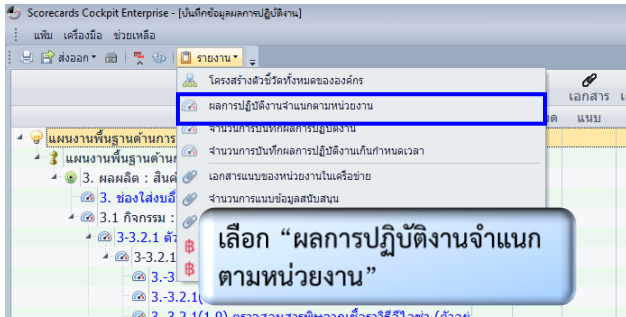 Scorecards Cockpit Enterprise - [บันทึกข้อมูลผลการปฏิบัติงาน]
แฟ้ม เครื่องมือ ช่วยเหลือ
ส่งออก รายงาน
โครงสร้างตัวชี้วัดทั้งหมดขององค์กร
ผลการปฏิบัติงานจำแนกตามหน่วยงาน
จำนวนการบันทึกผลการปฏิบัติงาน
จำนวนการบันทึกผลการปฏิบัติงานเกินกำหนดเวลา
เอกสารแนบของหน่วยงานในเครือข่าย
จำนวนการแนบข้อมูลสนับสนุน
เอกสาร
แนบ
แผนงานพื้นฐานด้านการ
แผนงานพื้นฐานด้าน
3. ผลผลิต :
3. ช่องใส่งบ
3.1 กิจกรรม :
3-3.2.1
3-3.2.1
เลือก “ผลการปฏิบัติงานจำแนก
ตามหน่วยงาน”